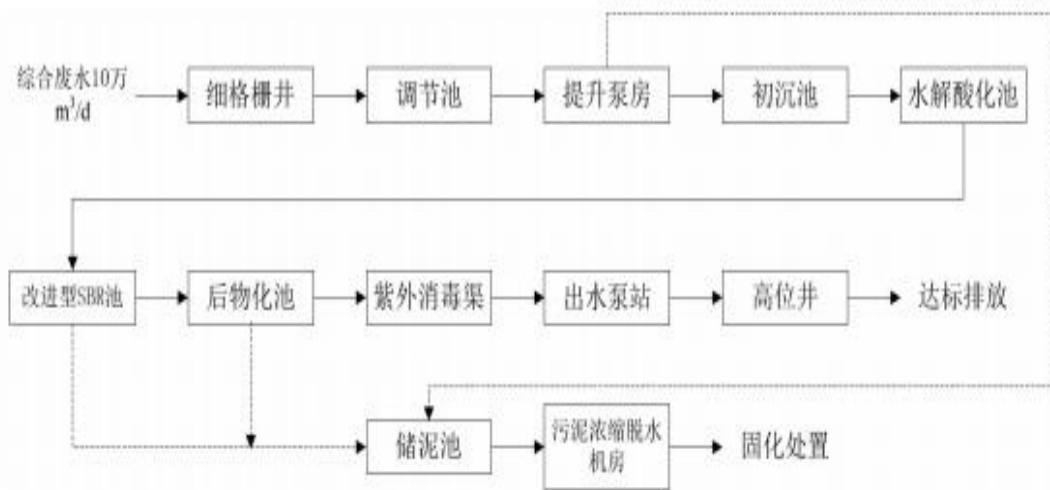 综合废水10万
m³/d
细格栅井
调节池
提升泵房
初沉池
水解酸化池
改进型SBR池
后物化池
紫外消毒渠
出水泵站
高位井
达标排放
储泥池
污泥浓缩脱水
机房
固化处置